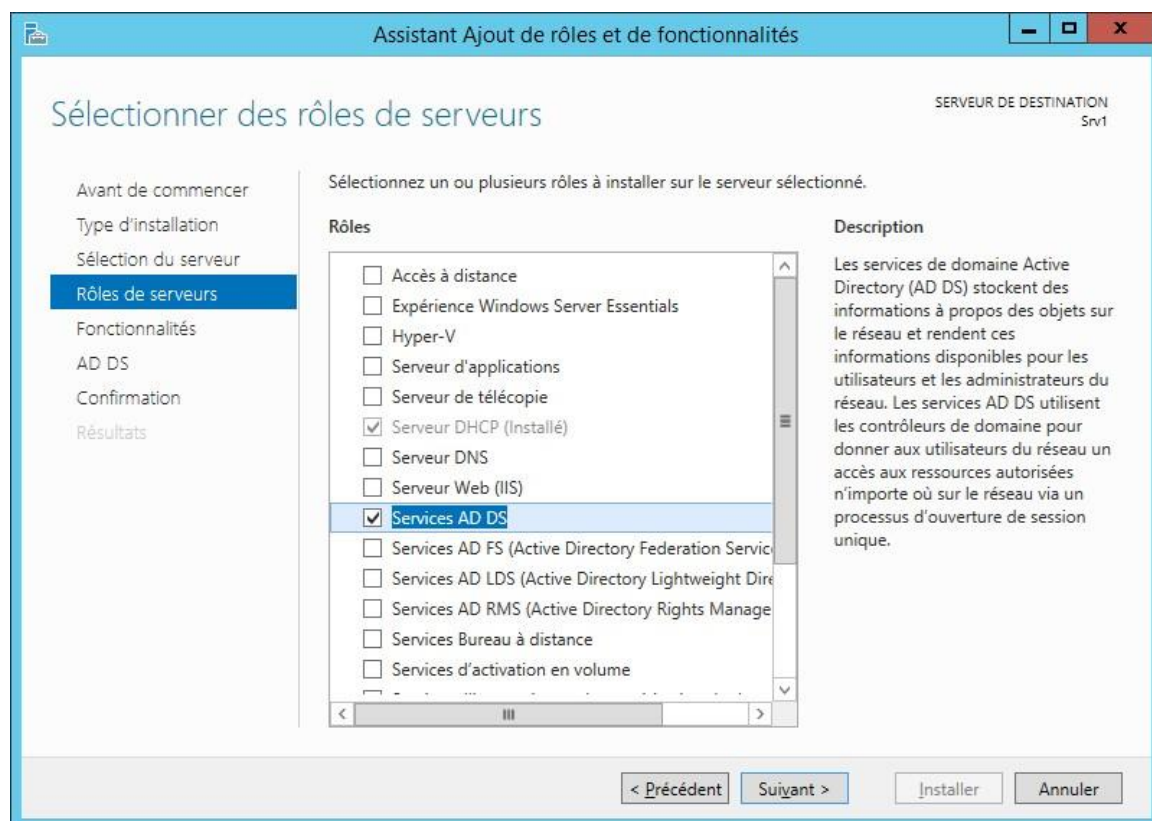 Assistant Ajout de rôles et de fonctionnalités
Sélectionner des rôles de serveurs
SERVEUR DE DESTINATION
Srv1
Avant de commencer
Type d'installation
Sélection du serveur
Rôles de serveurs
Fonctionnalités
AD DS
Confirmation
Résultats
Sélectionnez un ou plusieurs rôles à installer sur le serveur sélectionné.
Rôles
Accès à distance
Expérience Windows Server Essentials
Hyper-V
Serveur d'applications
Serveur de télécopie
Serveur DHCP (Installé)
Serveur DNS
Serveur Web (IIS)
Services AD DS
Services AD FS (Active Directory Federation Servic
Services AD LDS (Active Directory Lightweight Dire
Services AD RMS (Active Directory Rights Manage
Services Bureau à distance
Services d'activation en volume
Description
Les services de domaine Active
Directory (AD DS) stockent des
informations à propos des objets sur
le réseau et rendent ces
informations disponibles pour les
utilisateurs et les administrateurs du
réseau. Les services AD DS utilisent
les contrôleurs de domaine pour
donner aux utilisateurs du réseau un
accès aux ressources autorisées
n'importe où sur le réseau via un
processus d'ouverture de session
unique.
< Précédent
Suivant >
Installer
Annuler